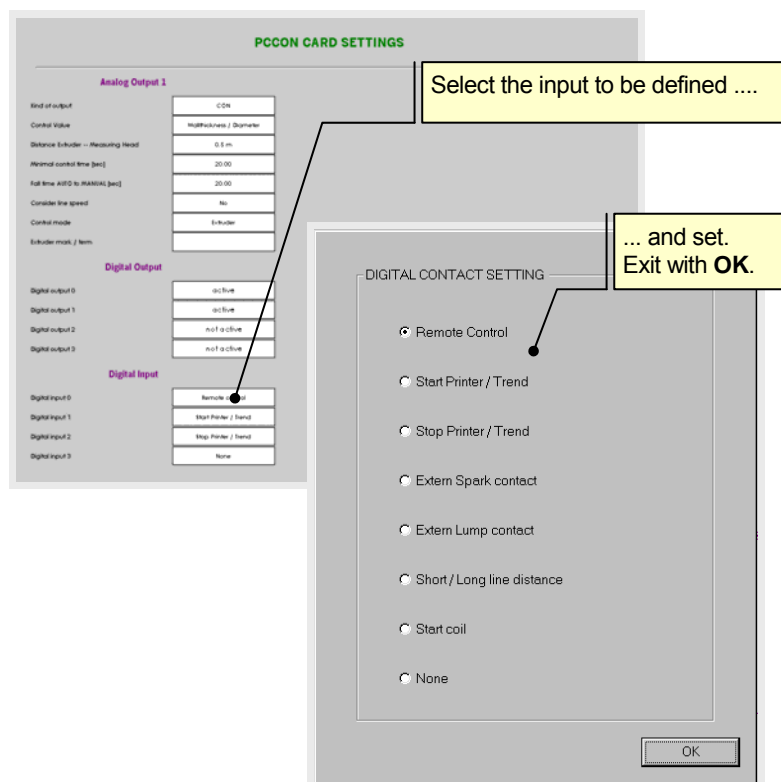 PCCON CARD SETTINGS
Analog Output 1
Kind of output CON
Control Value Wallthickness / Diameter
Distance Extruder -- Measuring Head 0.5 m
Minimal control time [sec] 20.00
Fall time AUTO to MANUAL [sec] 20.00
Consider line speed No
Control mode Extruder
Extruder mark. / term.
Digital Output
Digital output 0 active
Digital output 1 active
Digital output 2 not active
Digital output 3 not active
Digital Input
Digital input 0 Remote control
Digital input 1 Start Printer / Trend
Digital input 2 Stop Printer / Trend
Digital input 3 None
Select the input to be defined ....
... and set.
Exit with OK.
DIGITAL CONTACT SETTING
Remote Control
Start Printer / Trend
Stop Printer / Trend
Extern Spark contact
Extern Lump contact
Short / Long line distance
Start coil
None
OK